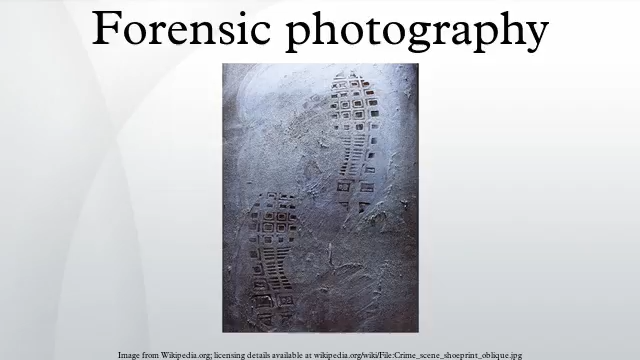 Forensic photography
Image from Wikipedia.org; licensing details available at wikipedia.org/wiki/File:Crime_scene_shoeprint_oblique.jpg